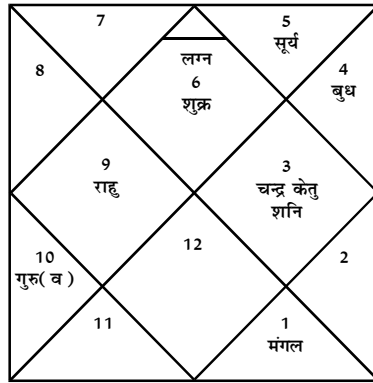 7
5
सूर्य
लग्न
6
शुक्र
8
4
बुध
9
राहु
3
चन्द्र केतु
शनि
12
10
गुरु( व )
2
11
1
मंगल